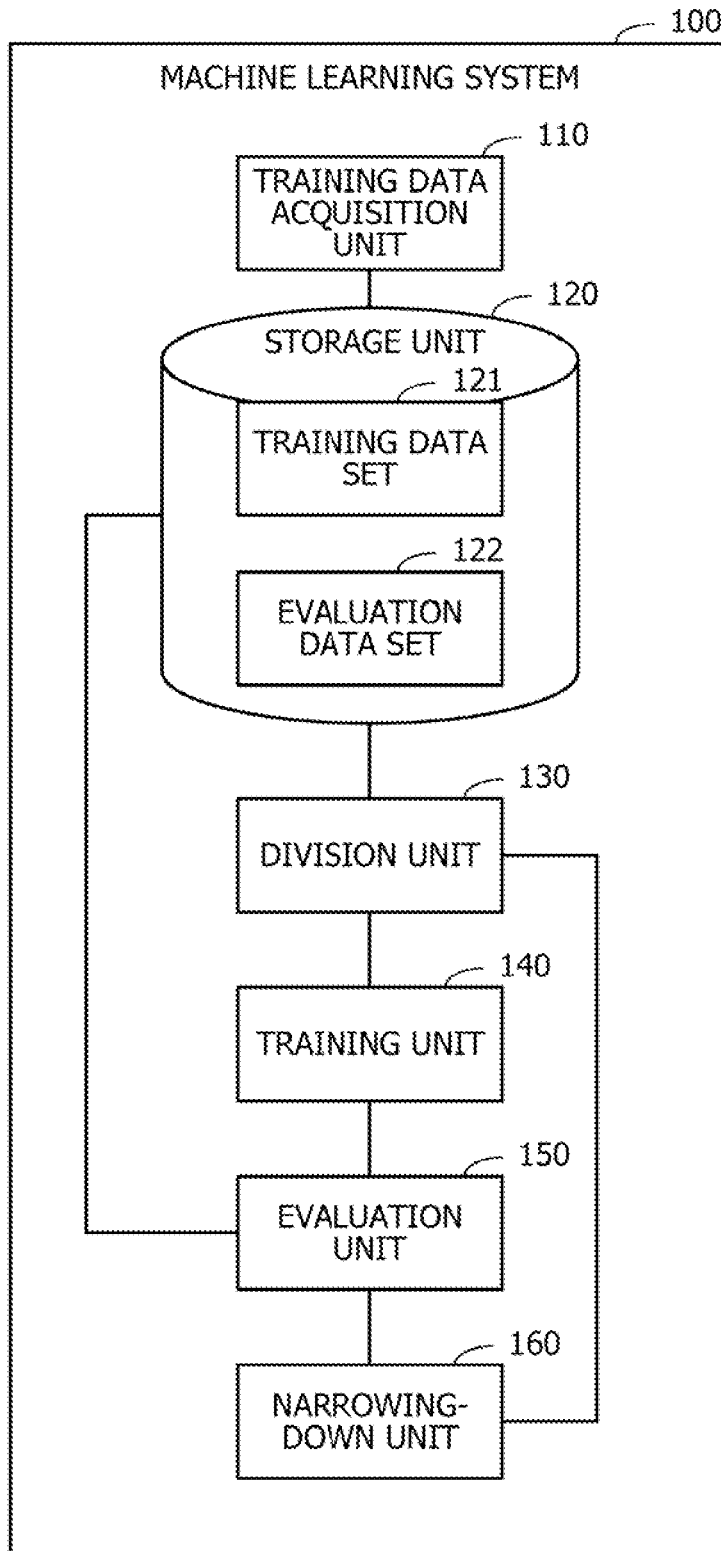 100
MACHINE LEARNING SYSTEM
110
TRAINING DATA
ACQUISITION
UNIT
120
STORAGE UNIT
121
TRAINING DATA
SET
122
EVALUATION
DATA SET
130
DIVISION UNIT
140
TRAINING UNIT
150
EVALUATION
UNIT
160
NARROWING-
DOWN UNIT